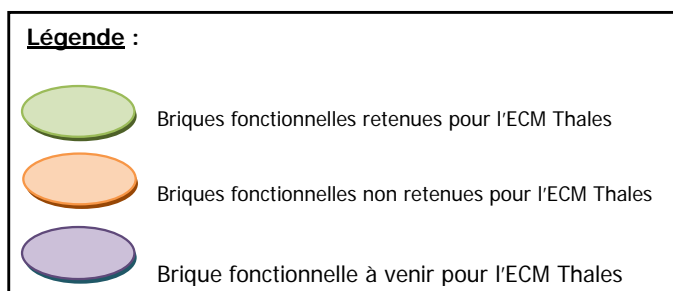 Légende :
Briques fonctionnelles retenues pour l'ECM Thales
Briques fonctionnelles non retenues pour l'ECM Thales
Brique fonctionnelle à venir pour l'ECM Thales